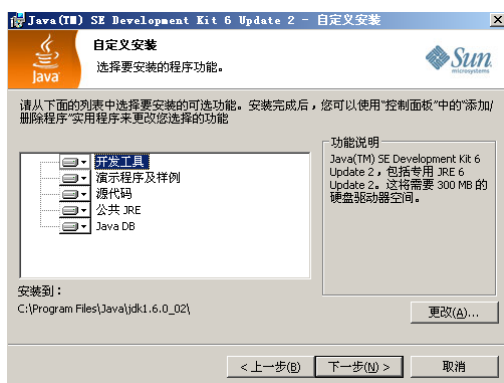 Java(TM) SE Development Kit 6 Update 2 - 自定义安装
自定义安装
选择要安装的程序功能。
Java
Sun
microsystems
请从下面的列表中选择要安装的可选功能。安装完成后，您可以使用“控制面板”中的“添加/
删除程序”实用程序来更改您选择的功能
开发工具
演示程序及样例
源代码
公共 JRE
Java DB
功能说明
Java(TM) SE Development Kit 6
Update 2，包括专用 JRE 6
Update 2。这将需要 300 MB 的
硬盘驱动器空间。
安装到：
C:\Program Files\Java\jdk1.6.0_02\
更改(A)...
< 上一步(B)
下一步(N) >
取消